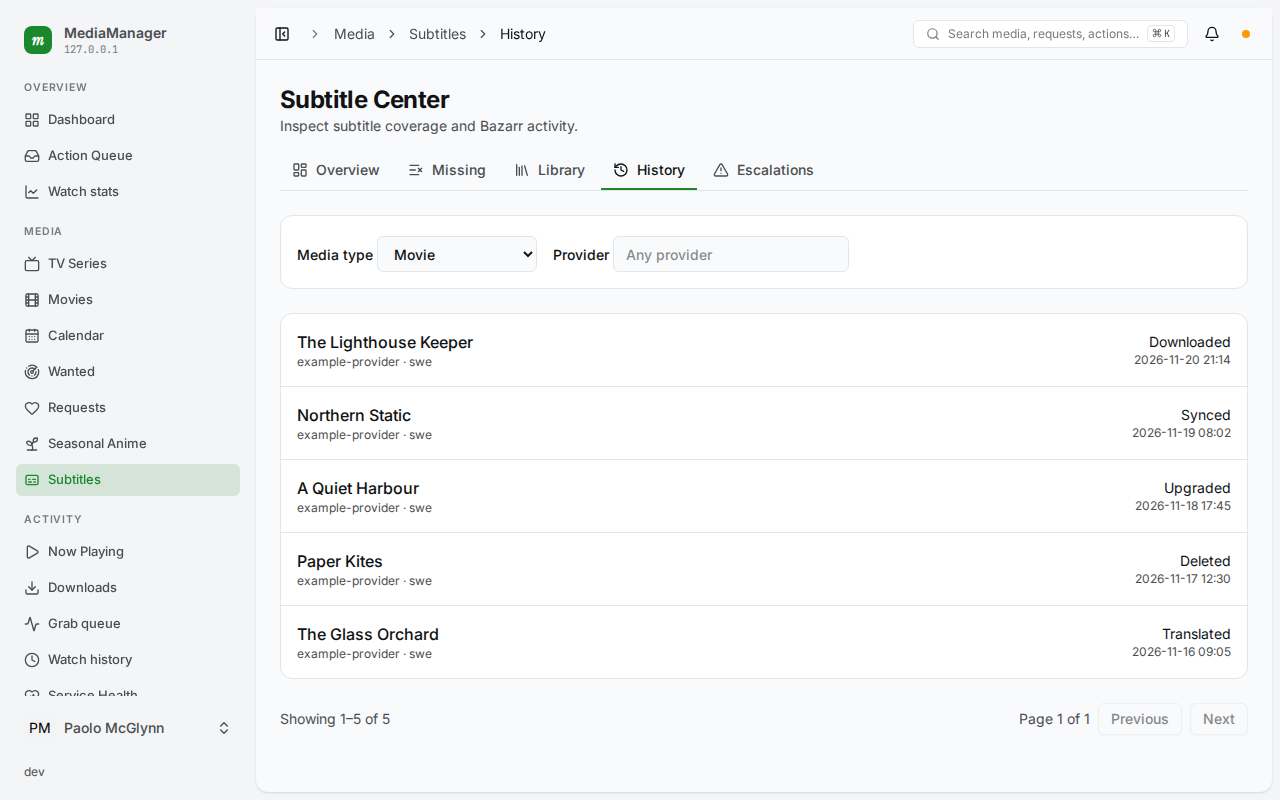 MediaManager
127.0.0.1
OVERVIEW
Dashboard
Action Queue
Watch stats
MEDIA
TV Series
Movies
Calendar
Wanted
Requests
Seasonal Anime
Subtitles
ACTIVITY
Now Playing
Downloads
Grab queue
Watch history
Service Health
PM Paolo McGlynn
dev
Media Subtitles History
Search media, requests, actions... ⌘ K
Subtitle Center
Inspect subtitle coverage and Bazarr activity.
Overview Missing Library History Escalations
Media type Movie Provider Any provider
The Lighthouse Keeper Downloaded
example-provider · swe 2026-11-20 21:14
Northern Static Synced
example-provider · swe 2026-11-19 08:02
A Quiet Harbour Upgraded
example-provider · swe 2026-11-18 17:45
Paper Kites Deleted
example-provider · swe 2026-11-17 12:30
The Glass Orchard Translated
example-provider · swe 2026-11-16 09:05
Showing 1–5 of 5 Page 1 of 1 Previous Next